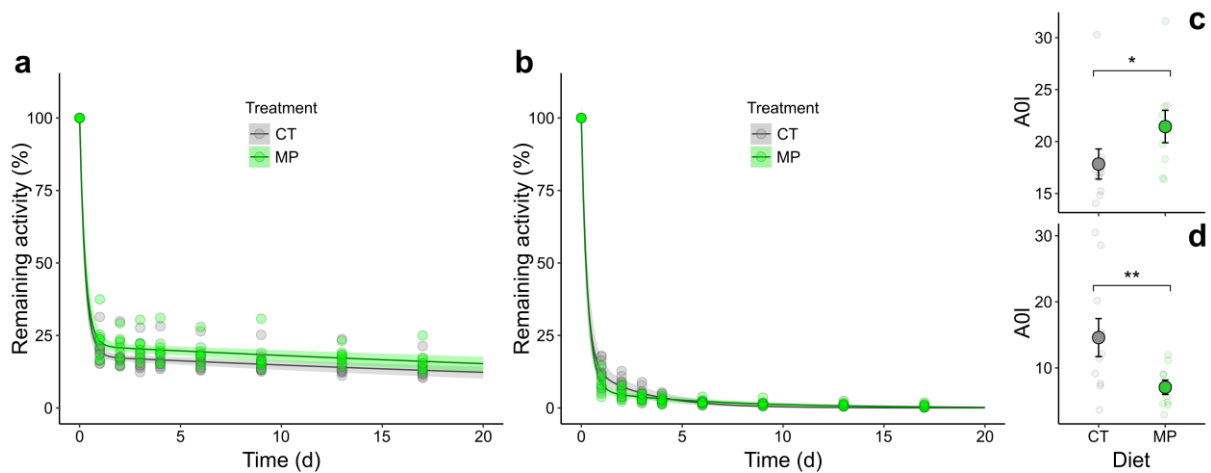 a
Remaining activity (%)
100
75
50
25
0
0 5 10 15 20
Time (d)
Treatment
CT
MP
b
Remaining activity (%)
100
75
50
25
0
0 5 10 15 20
Time (d)
Treatment
CT
MP
c
A0l
30
25
20
15
*
d
A0l
30
20
10
**
CT MP
Diet